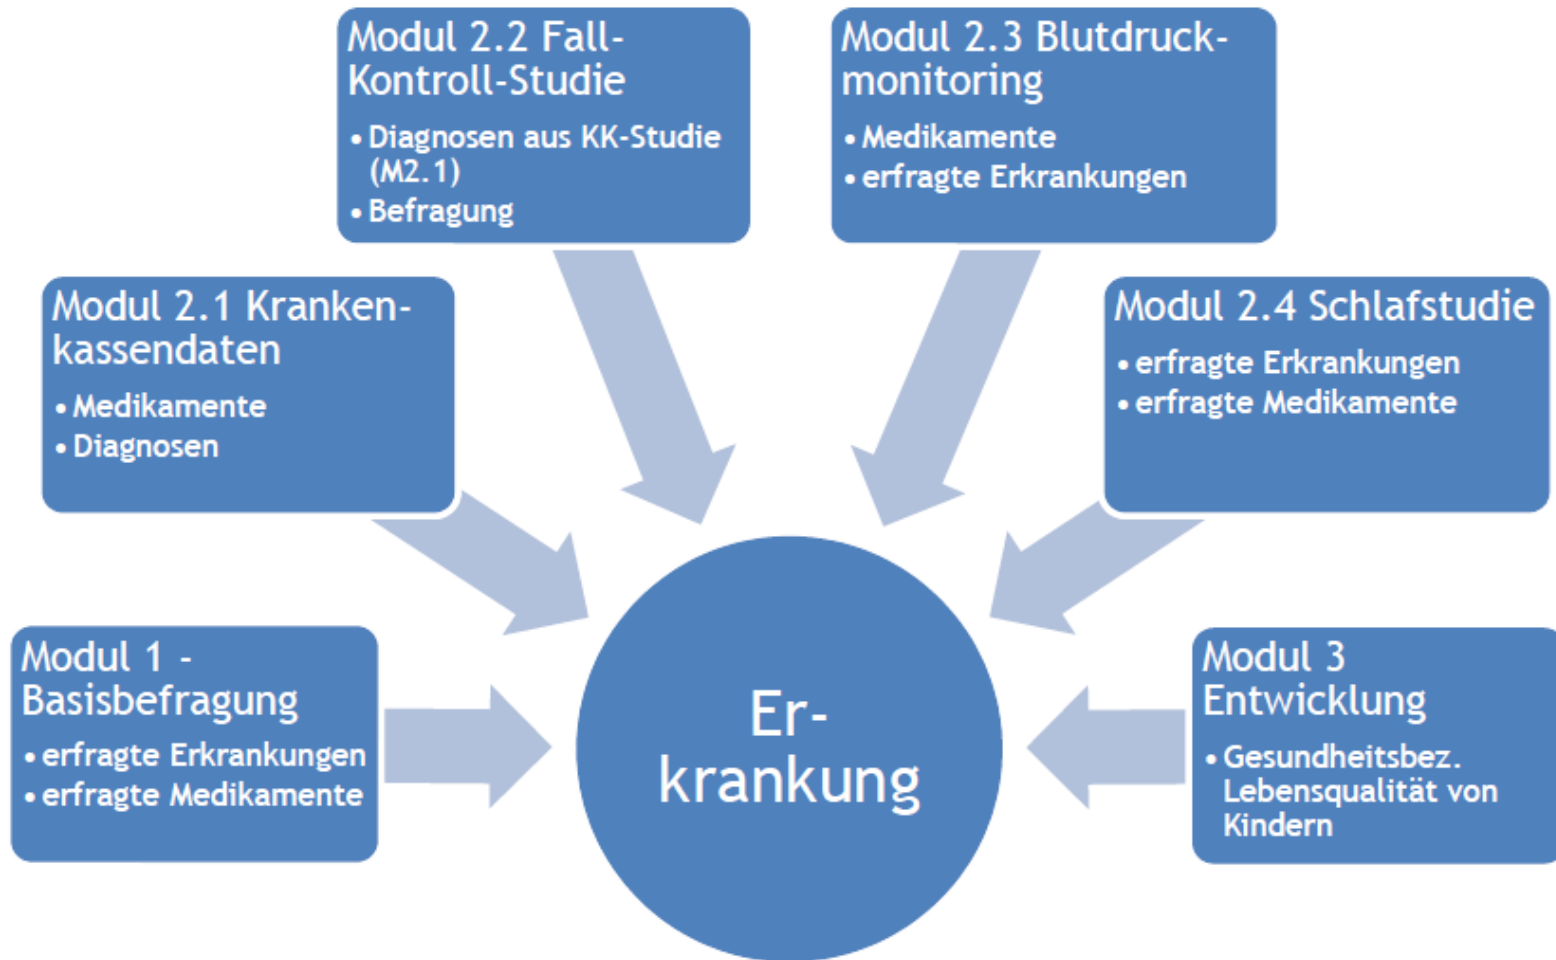 Modul 2.2 Fall-
Kontroll-Studie
• Diagnosen aus KK-Studie
(M2.1)
• Befragung
Modul 2.3 Blutdruck-
monitoring
• Medikamente
• erfragte Erkrankungen
Modul 2.1 Kranken-
kassendaten
• Medikamente
• Diagnosen
Modul 2.4 Schlafstudie
• erfragte Erkrankungen
• erfragte Medikamente
Modul 1 -
Basisbefragung
• erfragte Erkrankungen
• erfragte Medikamente
Er-
krankung
Modul 3
Entwicklung
• Gesundheitsbez.
Lebensqualität von
Kindern